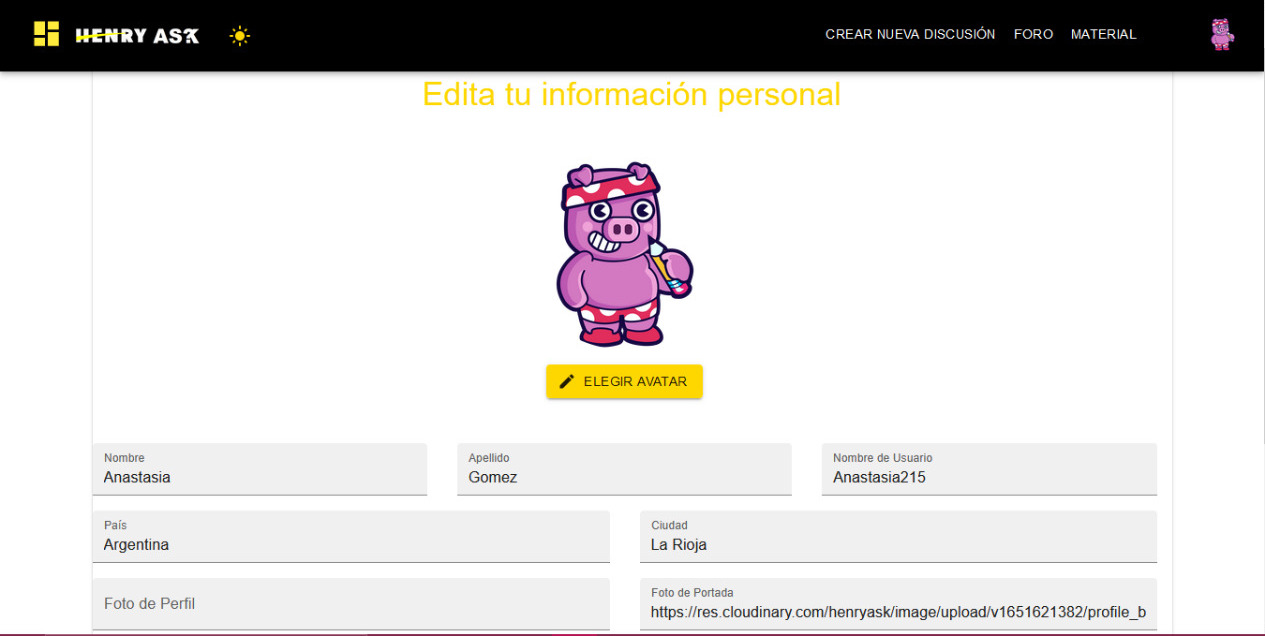 HENRY ASK
CREAR NUEVA DISCUSIÓN FORO MATERIAL
Edita tu información personal
ELEGIR AVATAR
Nombre
Anastasia
Apellido
Gomez
Nombre de Usuario
Anastasia215
País
Argentina
Ciudad
La Rioja
Foto de Perfil
Foto de Portada
https://res.cloudinary.com/henryask/image/upload/v1651621382/profile_b